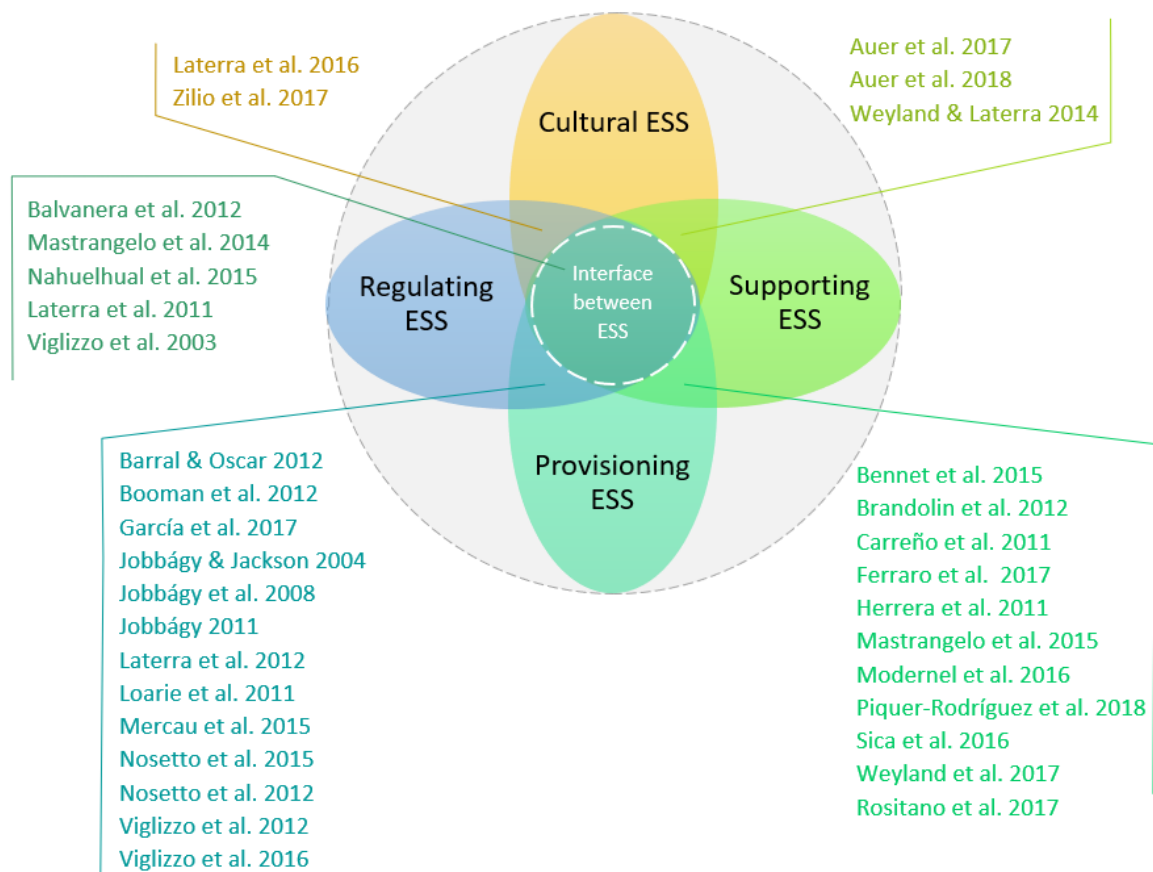 Laterra et al. 2016
Zilio et al. 2017
Auer et al. 2017
Auer et al. 2018
Weyland & Laterra 2014
Cultural ESS
Balvanera et al. 2012
Mastrangelo et al. 2014
Nahuelhual et al. 2015
Laterra et al. 2011
Viglizzo et al. 2003
Regulating
ESS
Interface
between
ESS
Supporting
ESS
Provisioning
ESS
Barral & Oscar 2012
Booman et al. 2012
García et al. 2017
Jobbágy & Jackson 2004
Jobbágy et al. 2008
Jobbágy 2011
Laterra et al. 2012
Loarie et al. 2011
Mercau et al. 2015
Nosetto et al. 2015
Nosetto et al. 2012
Viglizzo et al. 2012
Viglizzo et al. 2016
Bennet et al. 2015
Brandolin et al. 2012
Carreño et al. 2011
Ferraro et al.  2017
Herrera et al. 2011
Mastrangelo et al. 2015
Modernel et al. 2016
Piquer-Rodríguez et al. 2018
Sica et al. 2016
Weyland et al. 2017
Rositano et al. 2017